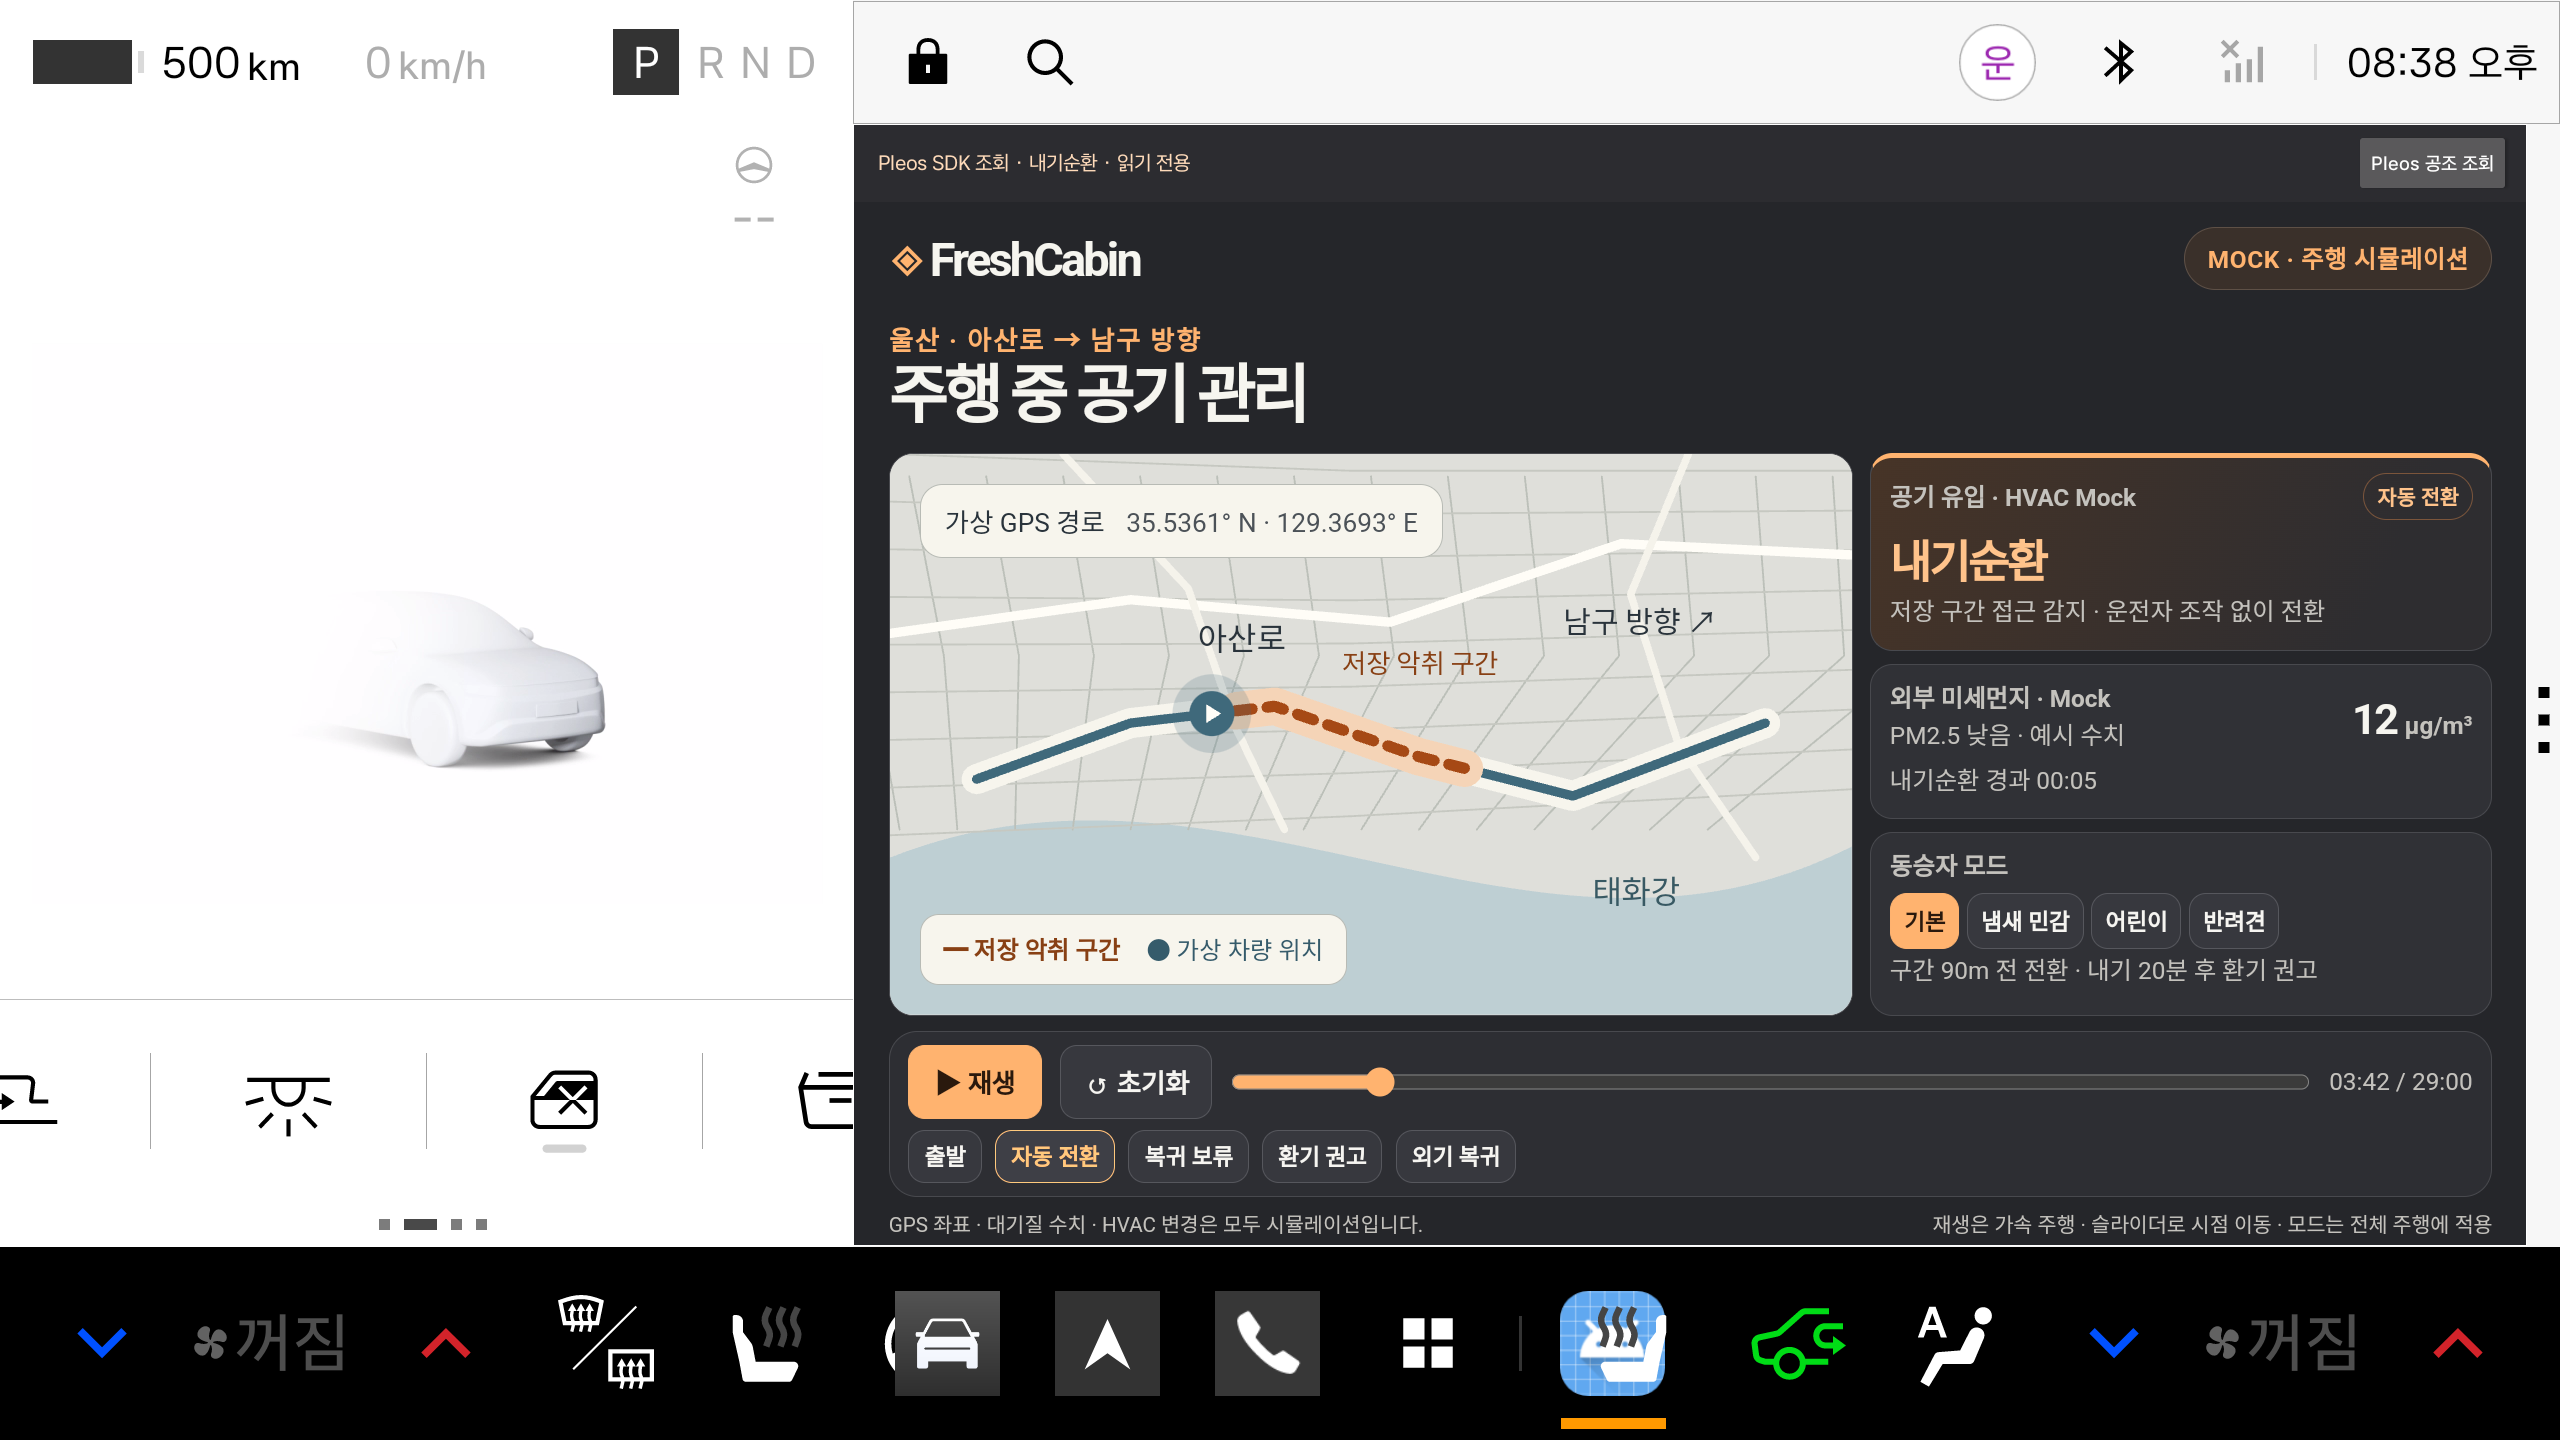 500 km
0 km/h
P R N D
운
08:38 오후
Pleos SDK 조회 · 내기순환 · 읽기 전용
Pleos 공조 조회
FreshCabin
MOCK · 주행 시뮬레이션
울산 · 아산로 → 남구 방향
주행 중 공기 관리
가상 GPS 경로 35.5361° N · 129.3693° E
아산로
남구 방향 ↗
저장 악취 구간
태화강
저장 악취 구간 가상 차량 위치
공기 유입 · HVAC Mock
자동 전환
내기순환
저장 구간 접근 감지 · 운전자 조작 없이 전환
외부 미세먼지 · Mock
PM2.5 낮음 · 예시 수치
12 µg/m³
내기순환 경과 00:05
동승자 모드
기본 냄새 민감 어린이 반려견
구간 90m 전 전환 · 내기 20분 후 환기 권고
▶ 재생
↺ 초기화
03:42 / 29:00
출발 자동 전환 복귀 보류 환기 권고 외기 복귀
GPS 좌표 · 대기질 수치 · HVAC 변경은 모두 시뮬레이션입니다.
재생은 가속 주행 · 슬라이더로 시점 이동 · 모드는 전체 주행에 적용
꺼짐
A
꺼짐